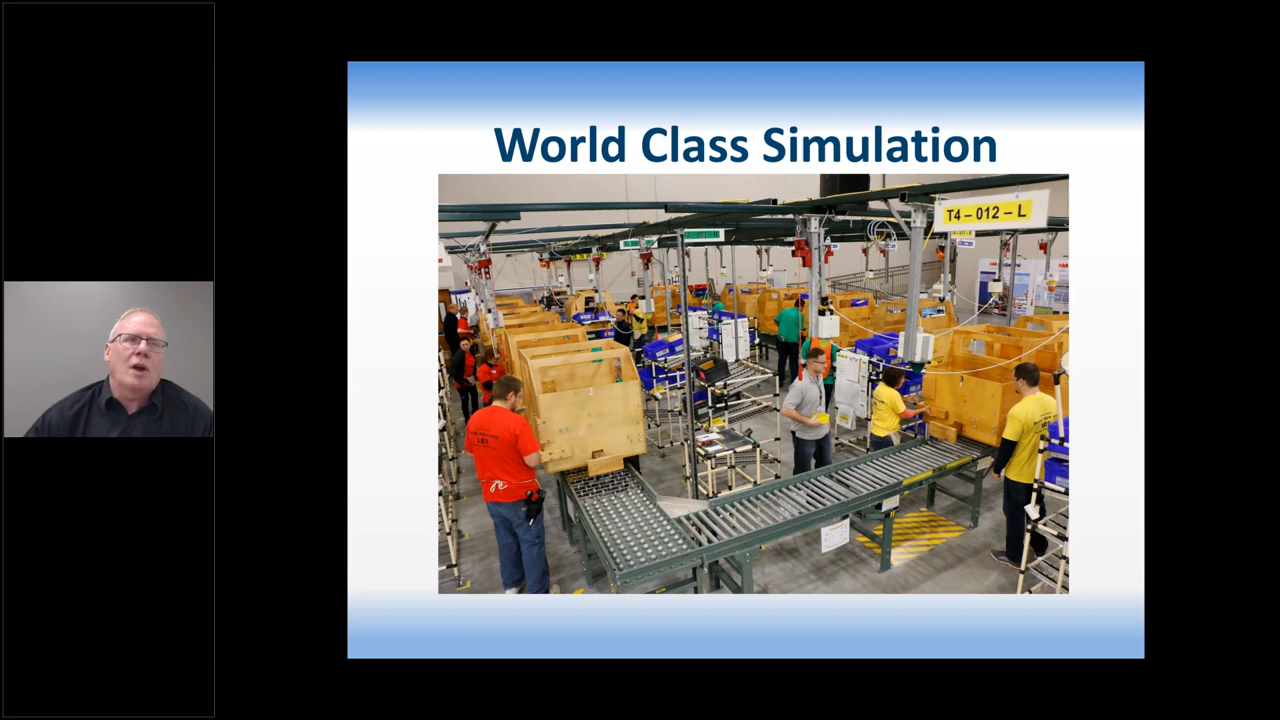 World Class Simulation
T4 – 012 – L